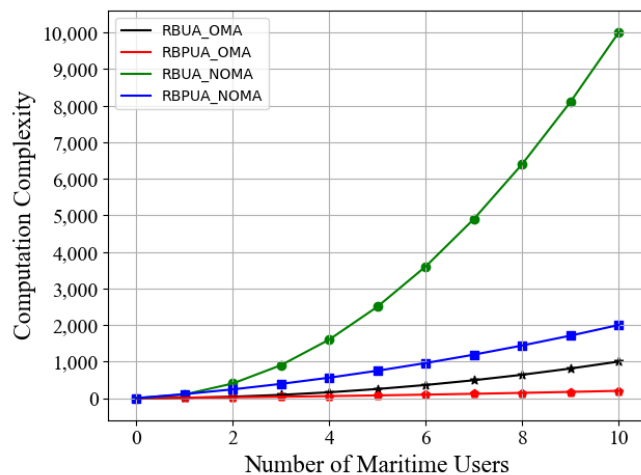 RBUA_OMA
RBPUA_OMA
RBUA_NOMA
RBPUA_NOMA
Computation Complexity
10,000
9,000
8,000
7,000
6,000
5,000
4,000
3,000
2,000
1,000
0
0 2 4 6 8 10
Number of Maritime Users